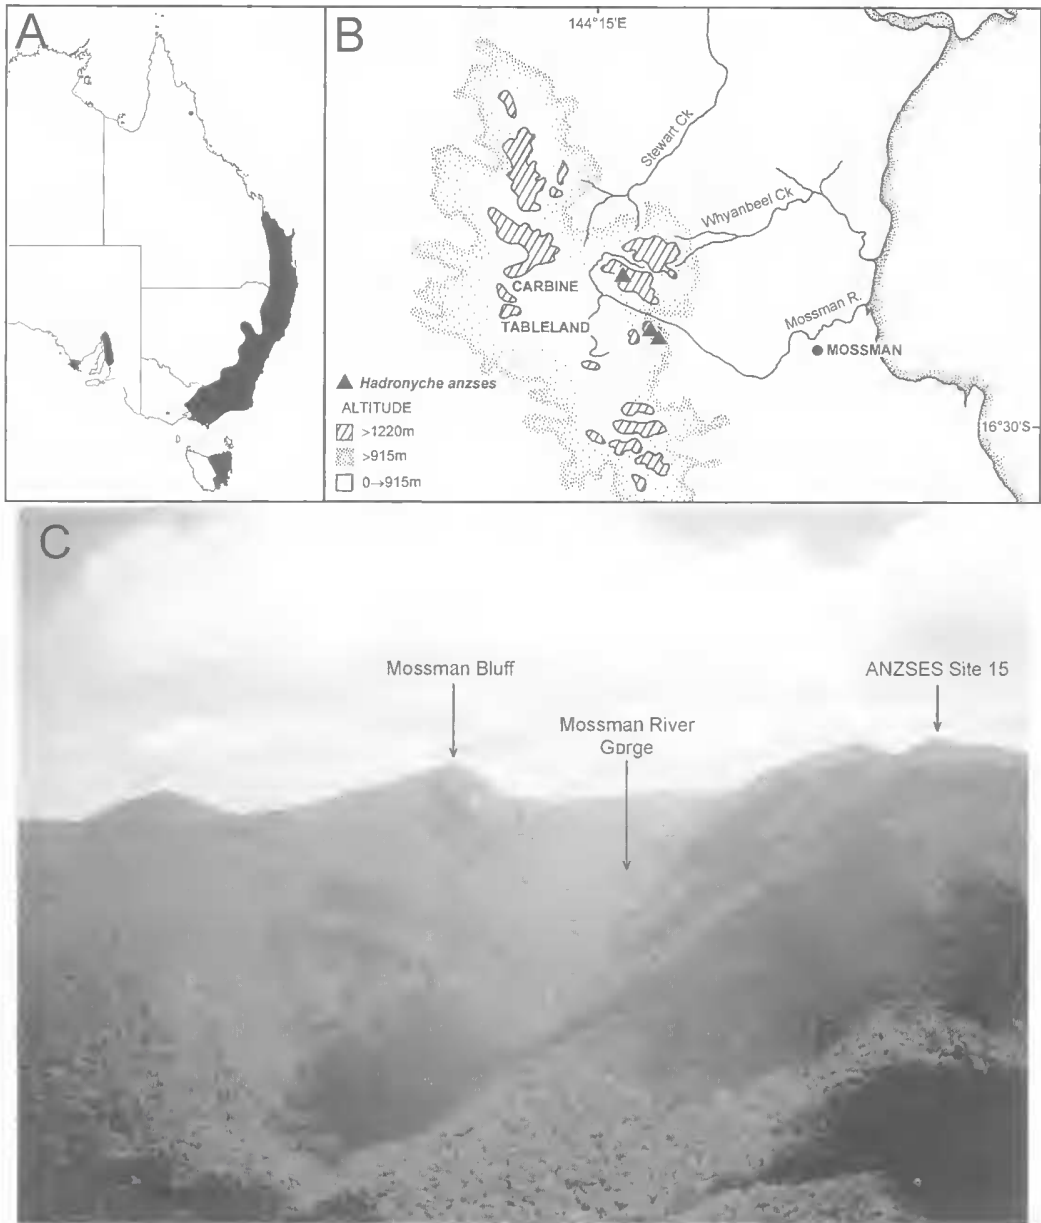 A
B
144°15'E
Stewart Ck
Whyanbeel Ck
CARBINE
TABLELAND
Mossman R.
MOSSMAN
Hadronyche anzses
ALTITUDE
>1220m
>915m
0→915m
16°30'S
C
Mossman Bluff
ANZSES Site 15
Mossman River
Gorge